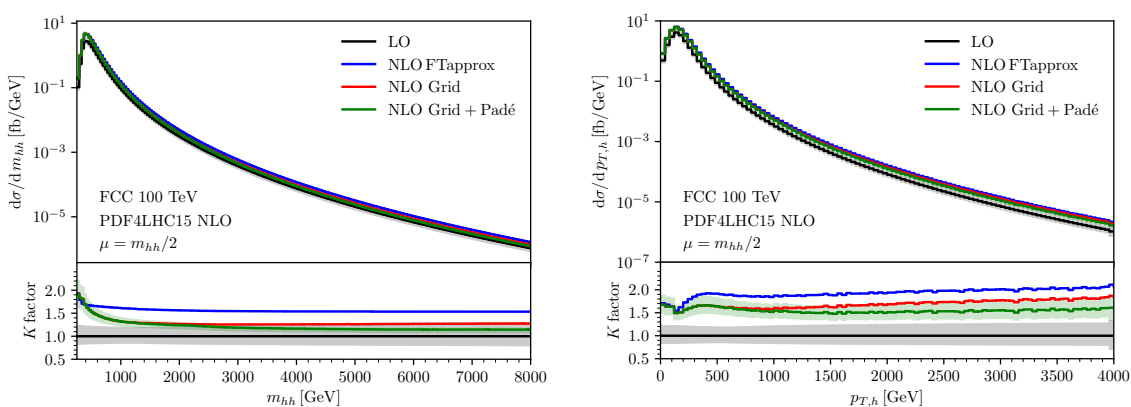 10^1
10^-1
10^-3
10^-5
dσ/dm_hh [fb/GeV]
LO
NLO FTapprox
NLO Grid
NLO Grid + Padé
FCC 100 TeV
PDF4LHC15 NLO
μ = m_hh/2
2.0
1.5
1.0
0.5
K factor
1000 2000 3000 4000 5000 6000 7000 8000
m_hh [GeV]
10^1
10^-1
10^-3
10^-5
10^-7
dσ/dp_T,h [fb/GeV]
LO
NLO FTapprox
NLO Grid
NLO Grid + Padé
FCC 100 TeV
PDF4LHC15 NLO
μ = m_hh/2
2.0
1.5
1.0
0.5
K factor
0 500 1000 1500 2000 2500 3000 3500 4000
p_T,h [GeV]